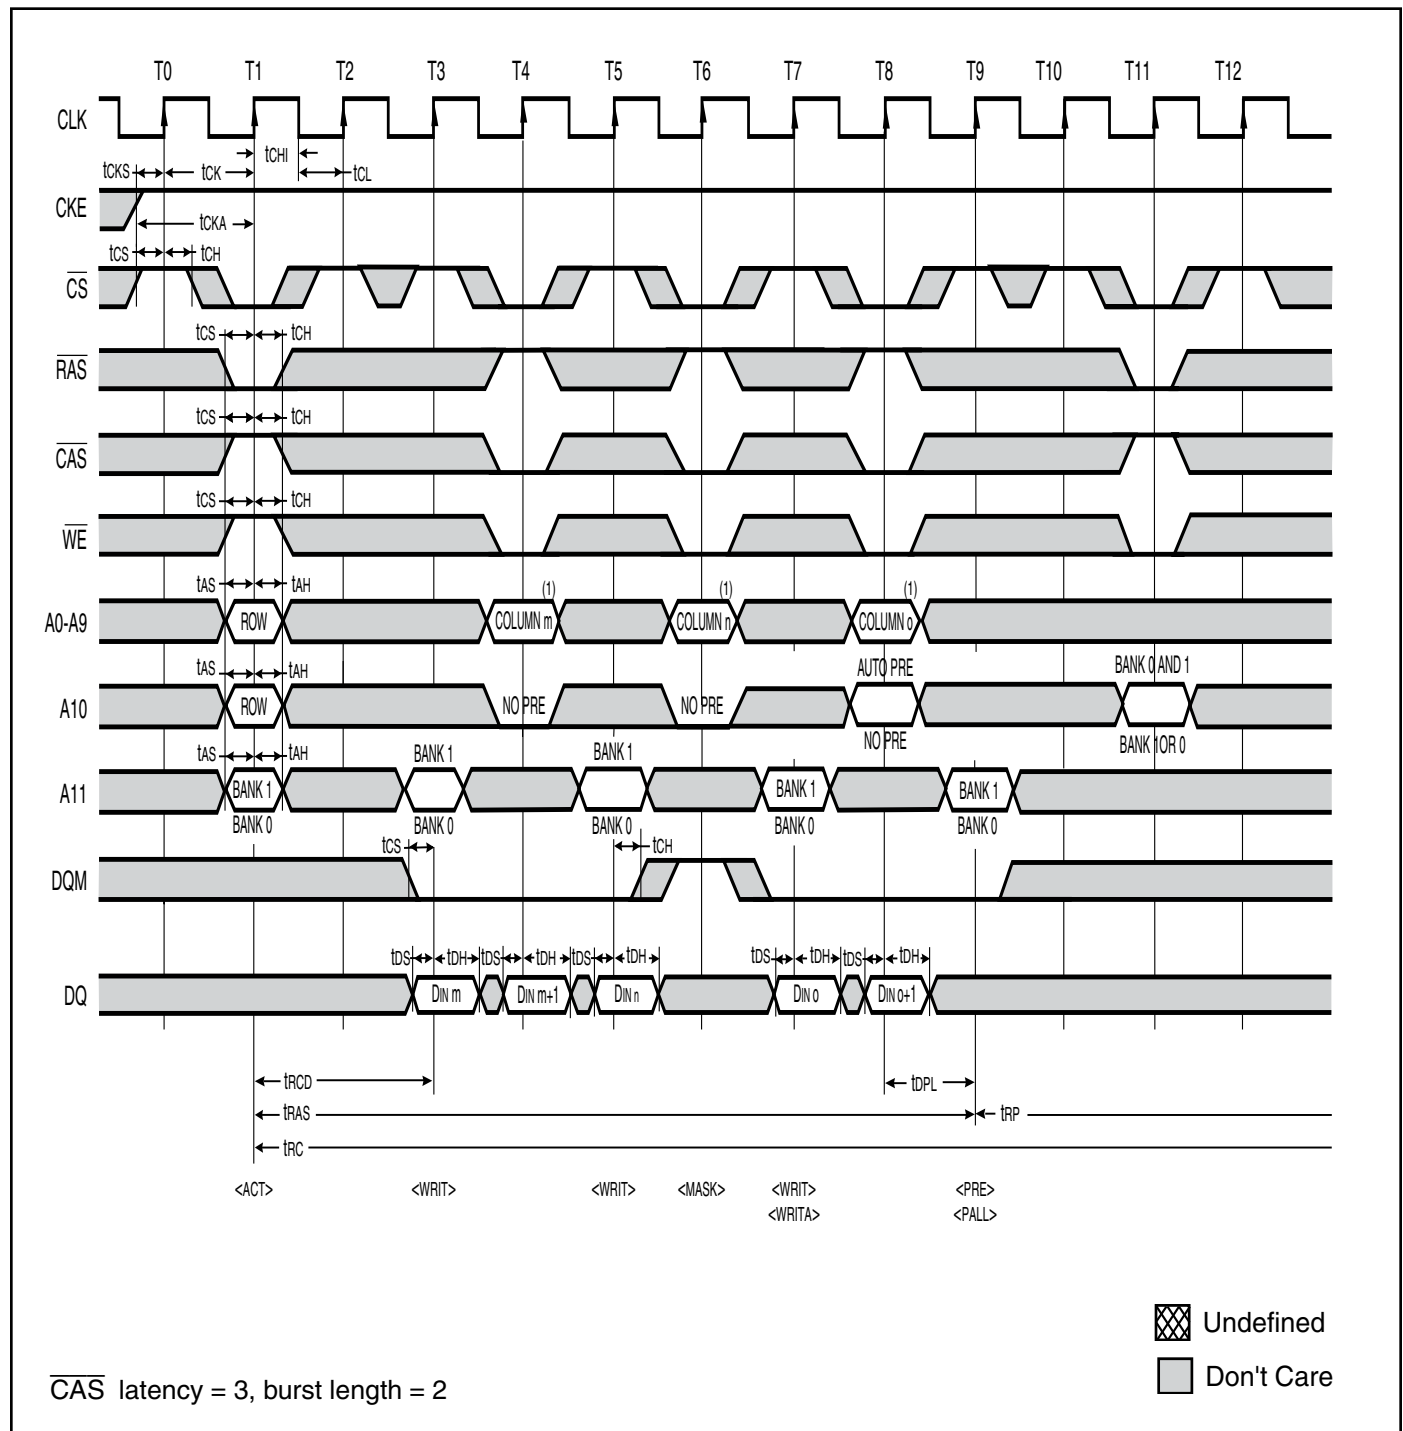 T0 T1 T2 T3 T4 T5 T6 T7 T8 T9 T10 T11 T12
CLK
tCHI
tCKS tCK tCL
CKE
tCKA
tCS tCH
CS
tCS tCH
RAS
tCS tCH
CAS
tCS tCH
WE
tAS tAH (1) (1) (1)
A0-A9 ROW COLUMN m COLUMN n COLUMN o
tAS tAH AUTO PRE BANK 0 AND 1
A10 ROW NO PRE NO PRE
NO PRE BANK 1OR 0
tAS tAH BANK 1 BANK 1
A11 BANK 1 BANK 1 BANK 1
BANK 0 BANK 0 BANK 0 BANK 0 BANK 0
tCS tCH
DQM
tDS tDH tDS tDH tDS tDH tDS tDH tDS tDH
DQ DIN m DIN m+1 DIN n DIN o DIN o+1
tRCD tDPL
tRAS tRP
tRC
<ACT> <WRIT> <WRIT> <MASK> <WRIT> <PRE>
<WRITA> <PALL>
Undefined
Don't Care
CAS latency = 3, burst length = 2